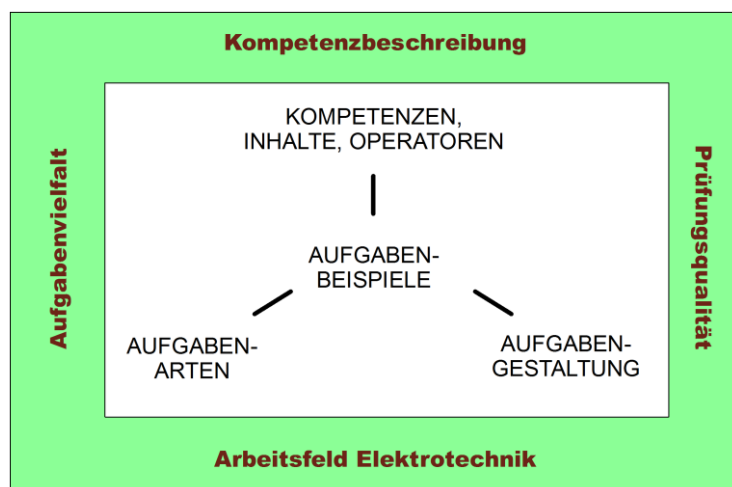 Kompetenzbeschreibung
Aufgabenvielfalt
KOMPETENZEN,
INHALTE, OPERATOREN
AUFGABEN-
BEISPIELE
AUFGABEN-
ARTEN
AUFGABEN-
GESTALTUNG
Prüfungsqualität
Arbeitsfeld Elektrotechnik